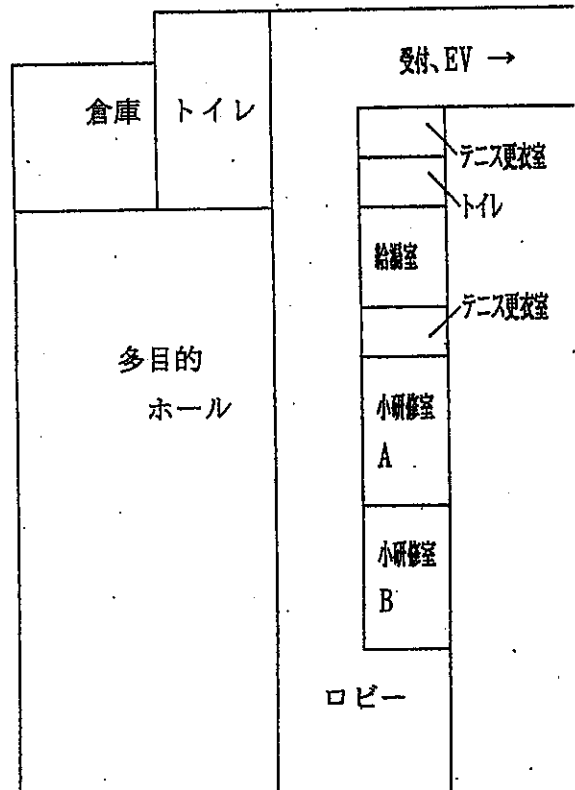 受付、EV →
倉庫
トイレ
テニス更衣室
トイレ
給湯室
テニス更衣室
多目的
ホール
小研修室
A
小研修室
B
ロビー